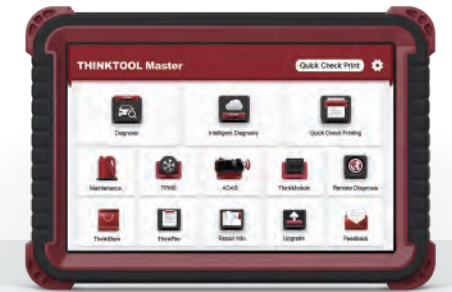 THINKTOOL Master
Quick Check Print
Diagnosis
Intelligent Diagnosis
Quick Check Printing
Maintenance
TPMS
ADAS
ThinkModule
Remote Diagnosis
ThinkStore
ThinkFile
Repair Info
Upgrade
Feedback